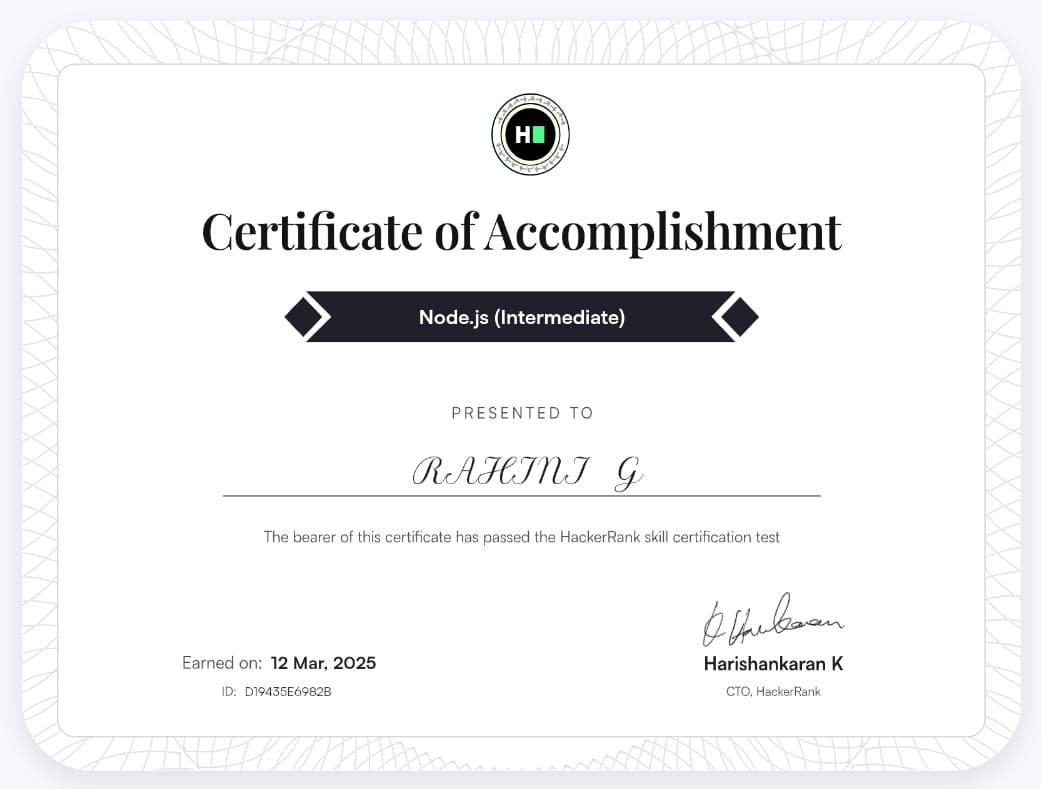 H
Certificate of Accomplishment
Node.js (Intermediate)
PRESENTED TO
RAHINI G
The bearer of this certificate has passed the HackerRank skill certification test
Earned on: 12 Mar, 2025
ID: D19435E6982B
Harishankaran K
CTO, HackerRank